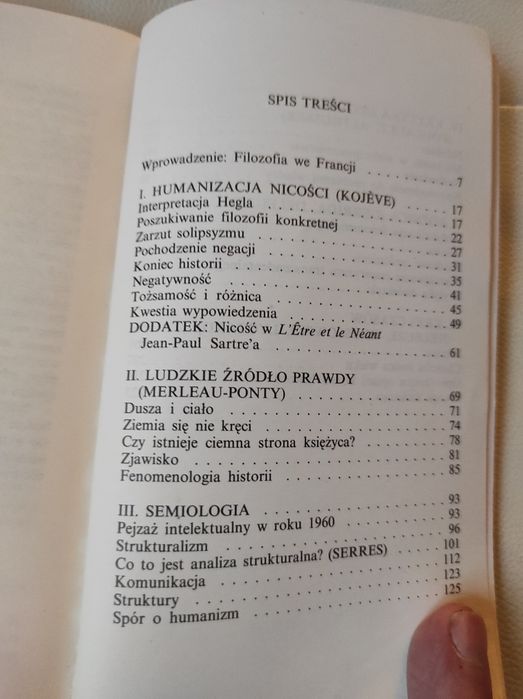 SPIS TREŚCI
Wprowadzenie: Filozofia we Francji . . . . . . . . . . 7
I. HUMANIZACJA NICOŚCI (KOJÈVE) . . . . . 17
Interpretacja Hegla . . . . . . . . . . . . . . . . . 17
Poszukiwanie filozofii konkretnej . . . . . . . . . . 22
Zarzut solipsyzmu . . . . . . . . . . . . . . . . . 27
Pochodzenie negacji . . . . . . . . . . . . . . . . 31
Koniec historii . . . . . . . . . . . . . . . . . . . 35
Negatywność . . . . . . . . . . . . . . . . . . . . 41
Tożsamość i różnica . . . . . . . . . . . . . . . . 45
Kwestia wypowiedzenia . . . . . . . . . . . . . . . 49
DODATEK: Nicość w L'Être et le Néant
Jean-Paul Sartre'a . . . . . . . . . . . . . . . . 61
II. LUDZKIE ŹRÓDŁO PRAWDY
(MERLEAU-PONTY) . . . . . . . . . . . . . . . 69
Dusza i ciało . . . . . . . . . . . . . . . . . . . 71
Ziemia się nie kręci . . . . . . . . . . . . . . . . 74
Czy istnieje ciemna strona księżyca? . . . . . . . . 78
Zjawisko . . . . . . . . . . . . . . . . . . . . . . 81
Fenomenologia historii . . . . . . . . . . . . . . . 85
III. SEMIOLOGIA . . . . . . . . . . . . . . . . . . 93
Pejzaż intelektualny w roku 1960 . . . . . . . . . . 93
Strukturalizm . . . . . . . . . . . . . . . . . . . 96
Co to jest analiza strukturalna? (SERRES) . . . . . 101
Komunikacja . . . . . . . . . . . . . . . . . . . . 112
Struktury . . . . . . . . . . . . . . . . . . . . . 123
Spór o humanizm . . . . . . . . . . . . . . . . . . 125